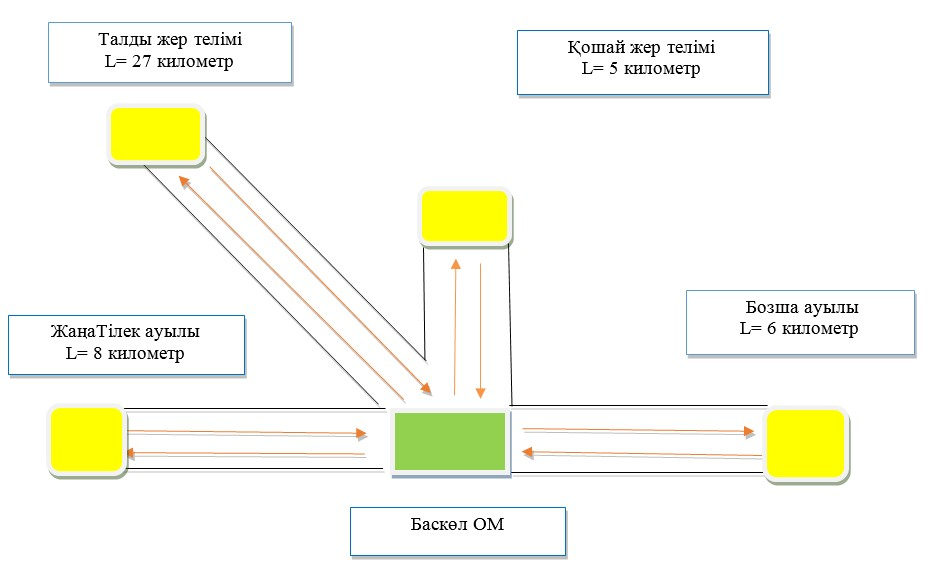 Талды жер телімі
L= 27 километр
Қошай жер телімі
L= 5 километр
ЖаңаТілек ауылы
L= 8 километр
Бозша ауылы
L= 6 километр
Баскөл ОМ